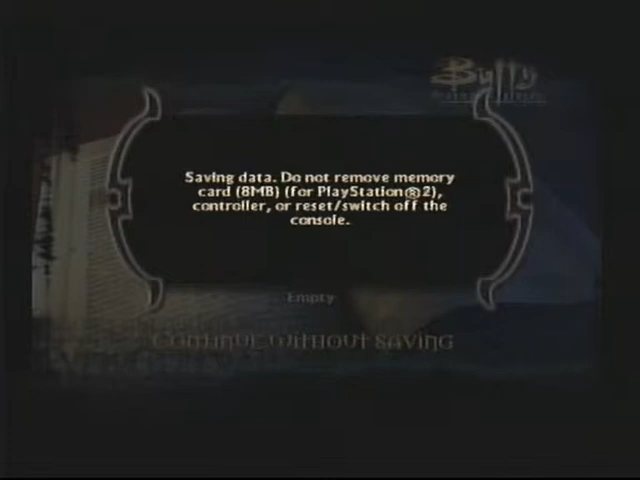 Buffy
Saving data. Do not remove memory
card (8MB) (for PlayStation®2),
controller, or reset/switch off the
console.
Empty
CONTINUE WITHOUT SAVING